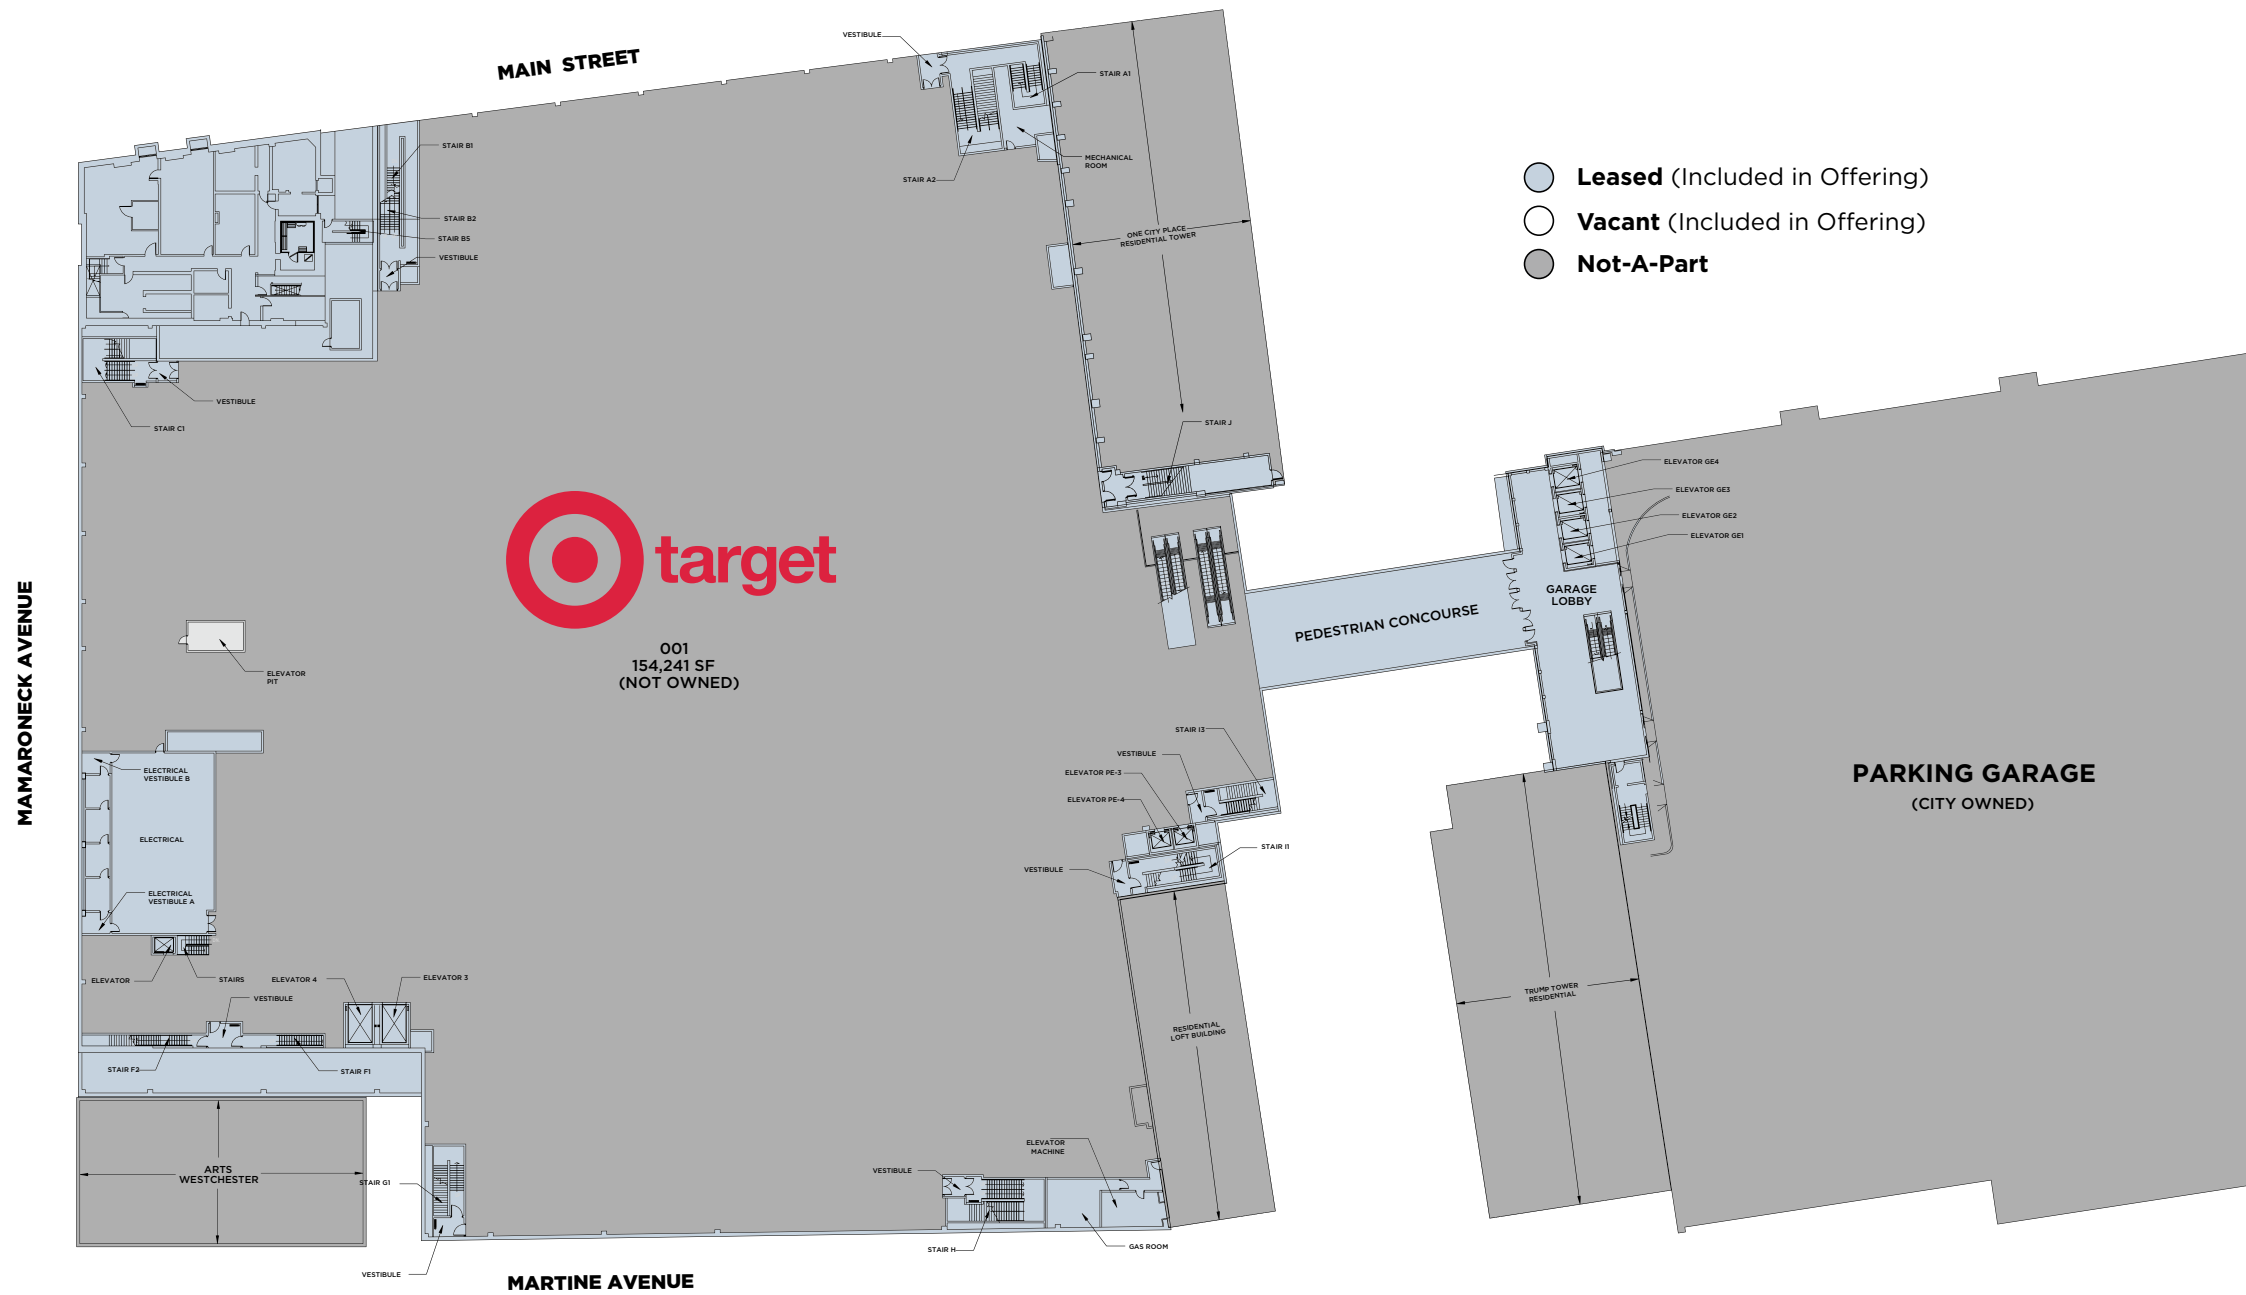 MAIN STREET
VESTIBULE
STAIR A1
STAIR B1
MECHANICAL
ROOM
STAIR A2
Leased (Included in Offering)
Vacant (Included in Offering)
Not-A-Part
STAIR B2
STAIR B5
VESTIBULE
ONE CITY PLACE
RESIDENTIAL TOWER
VESTIBULE
STAIR C1
STAIR J
ELEVATOR GE4
ELEVATOR GE3
ELEVATOR GE2
ELEVATOR GE1
target
001
154,241 SF
(NOT OWNED)
GARAGE
LOBBY
PEDESTRIAN CONCOURSE
MAMARONECK AVENUE
ELEVATOR
PIT
STAIR I3
VESTIBULE
ELEVATOR PE-3
ELEVATOR PE-4
ELECTRICAL
VESTIBULE B
ELECTRICAL
ELECTRICAL
VESTIBULE A
PARKING GARAGE
(CITY OWNED)
STAIR I1
VESTIBULE
ELEVATOR
STAIRS
ELEVATOR 4
ELEVATOR 3
VESTIBULE
TRUMP TOWER
RESIDENTIAL
RESIDENTIAL
LOFT BUILDING
STAIR F2
STAIR F1
ARTS
WESTCHESTER
STAIR G1
VESTIBULE
ELEVATOR
MACHINE
VESTIBULE
STAIR H
GAS ROOM
MARTINE AVENUE